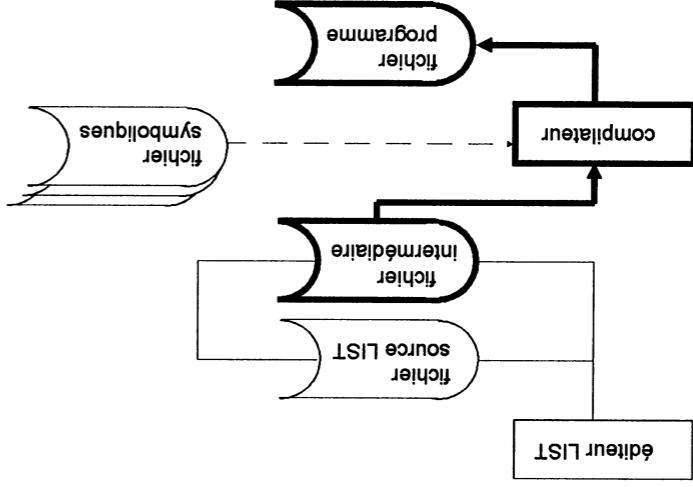 éditeur LIST
fichier
source LIST
fichier
intermédiaire
compilateur
fichier
symboliques
fichier
programme